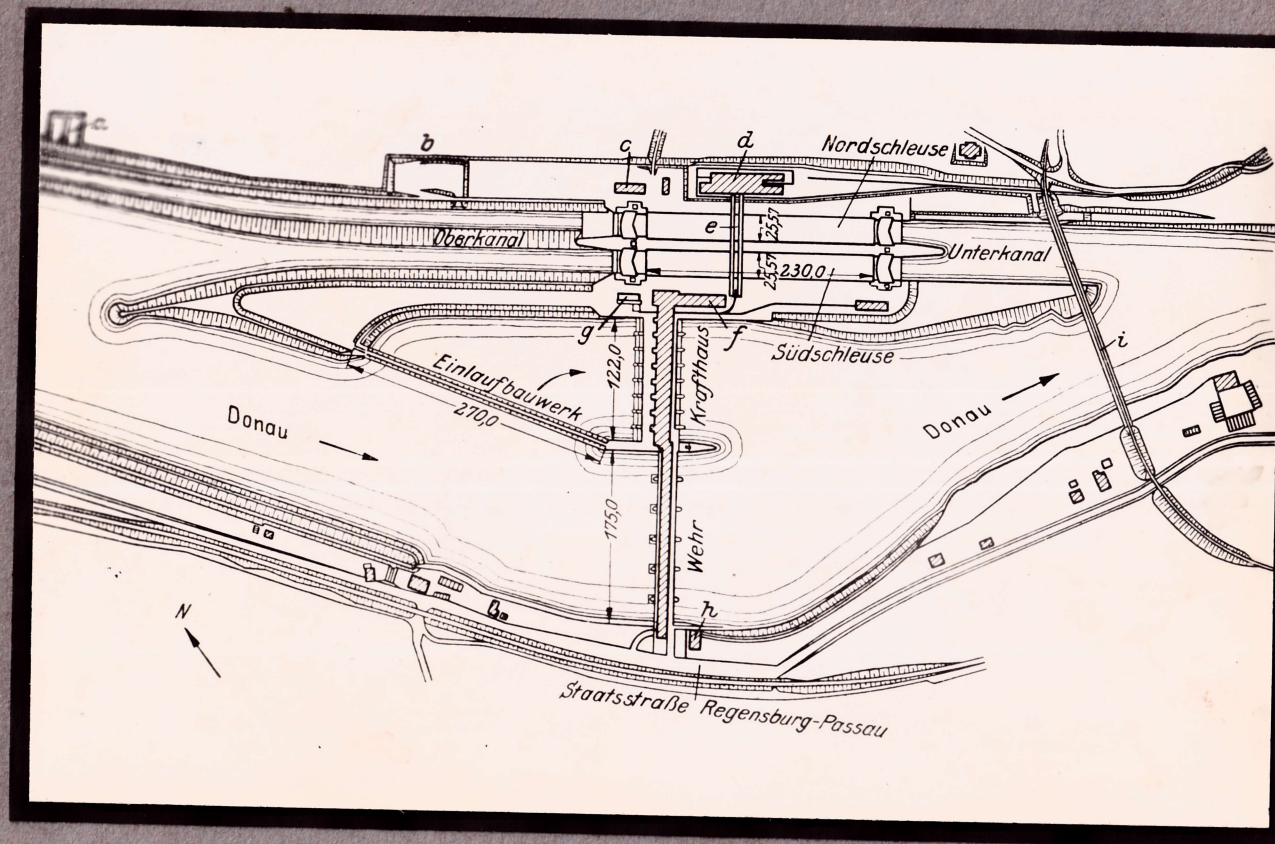 a
b
c
d
Nordschleuse
e
25,57
Oberkanal
Unterkanal
25,57
230,0
g
f
Südschleuse
i
122,0
Krafthaus
Einlaufbauwerk
270,0
Donau
Donau
175,0
Wehr
h
N
Staatsstraße Regensburg-Passau